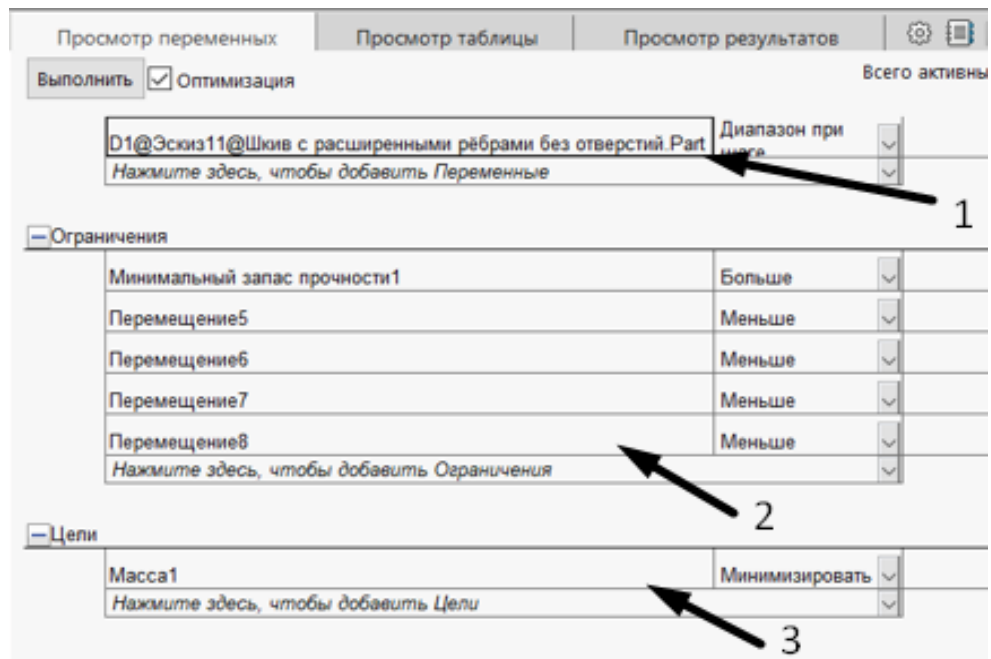 Просмотр переменных Просмотр таблицы Просмотр результатов
Выполнить Оптимизация Всего активны
D1@Эскиз11@Шкив с расширенными рёбрами без отверстий.Part Диапазон при
Нажмите здесь, чтобы добавить Переменные
1
Ограничения
Минимальный запас прочности1 Больше
Перемещение5 Меньше
Перемещение6 Меньше
Перемещение7 Меньше
Перемещение8 Меньше
Нажмите здесь, чтобы добавить Ограничения
2
Цели
Масса1 Минимизировать
Нажмите здесь, чтобы добавить Цели
3